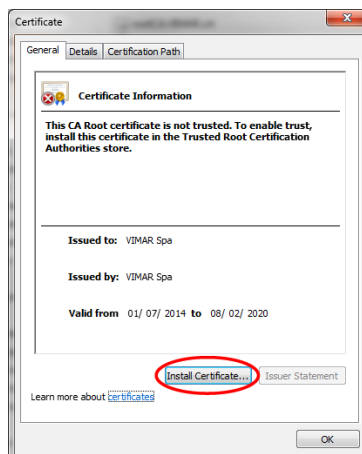 Certificate
General Details Certification Path
Certificate Information
This CA Root certificate is not trusted. To enable trust,
install this certificate in the Trusted Root Certification
Authorities store.
Issued to: VIMAR Spa
Issued by: VIMAR Spa
Valid from 01/ 07/ 2014 to 08/ 02/ 2020
Install Certificate... Issuer Statement
Learn more about certificates
OK